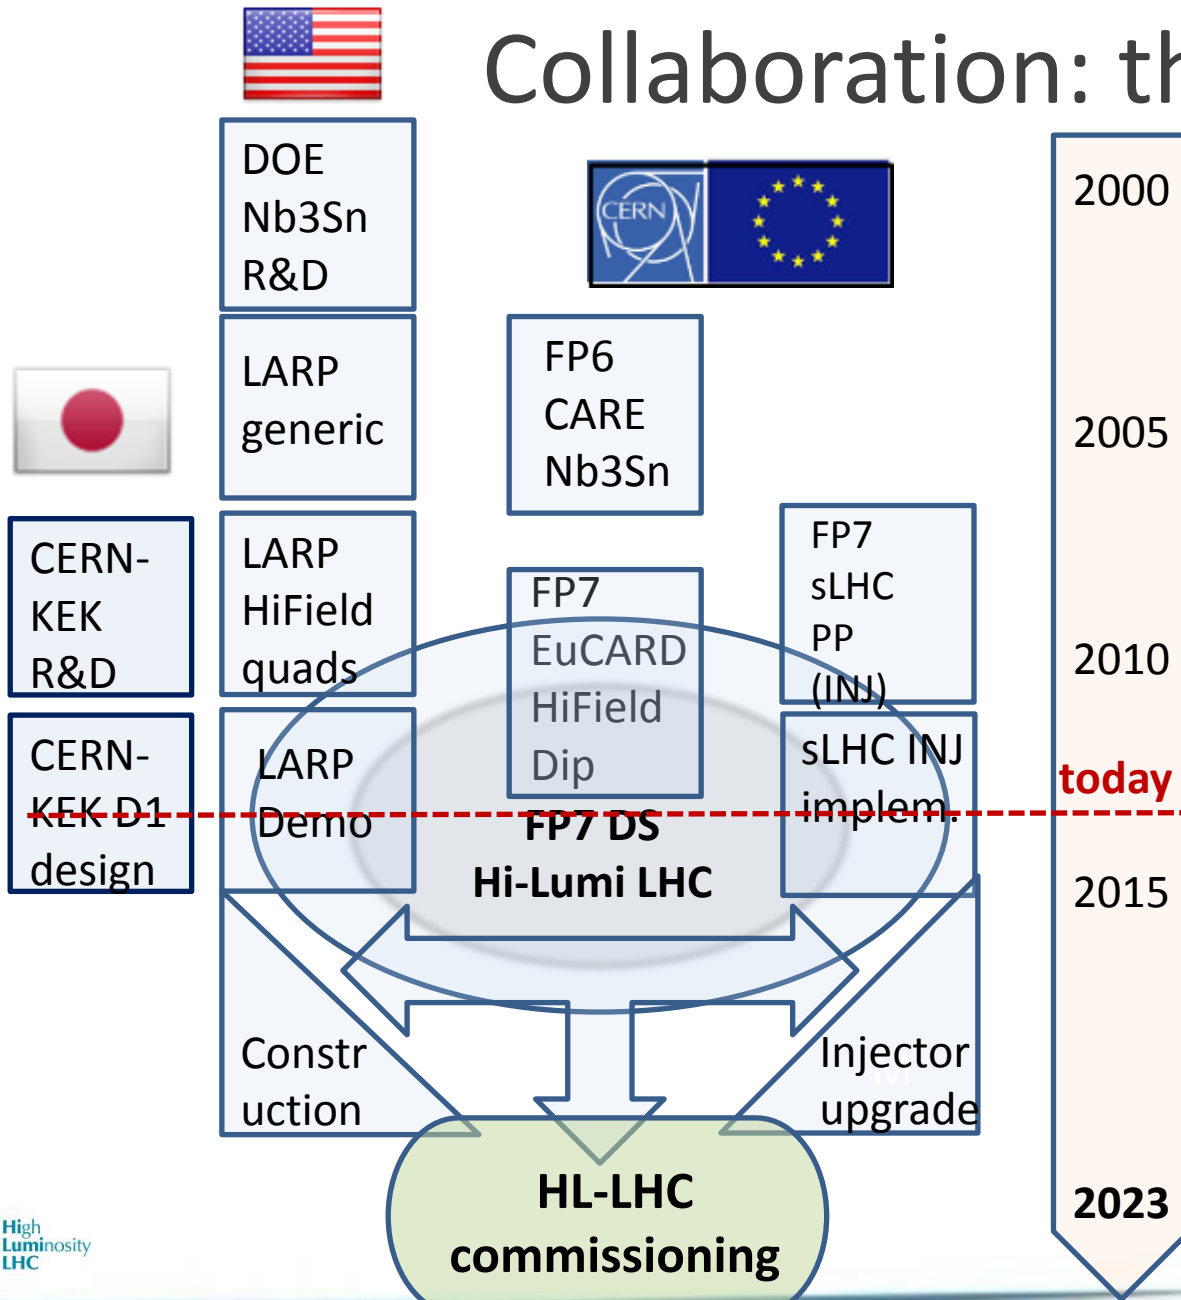 Collaboration: th
DOE
Nb3Sn
R&D
CERN
2000
LARP
generic
FP6
CARE
Nb3Sn
2005
CERN-
KEK
R&D
LARP
HiField
quads
FP7
EuCARD
HiField
Dip
FP7
sLHC
PP
(INJ)
2010
CERN-
KEK D1
design
LARP
Demo
sLHC INJ
implem.
today
FP7 DS
Hi-Lumi LHC
2015
Constr
uction
Injector
M
upgrade
HL-LHC
commissioning
2023
High
Luminosity
LHC